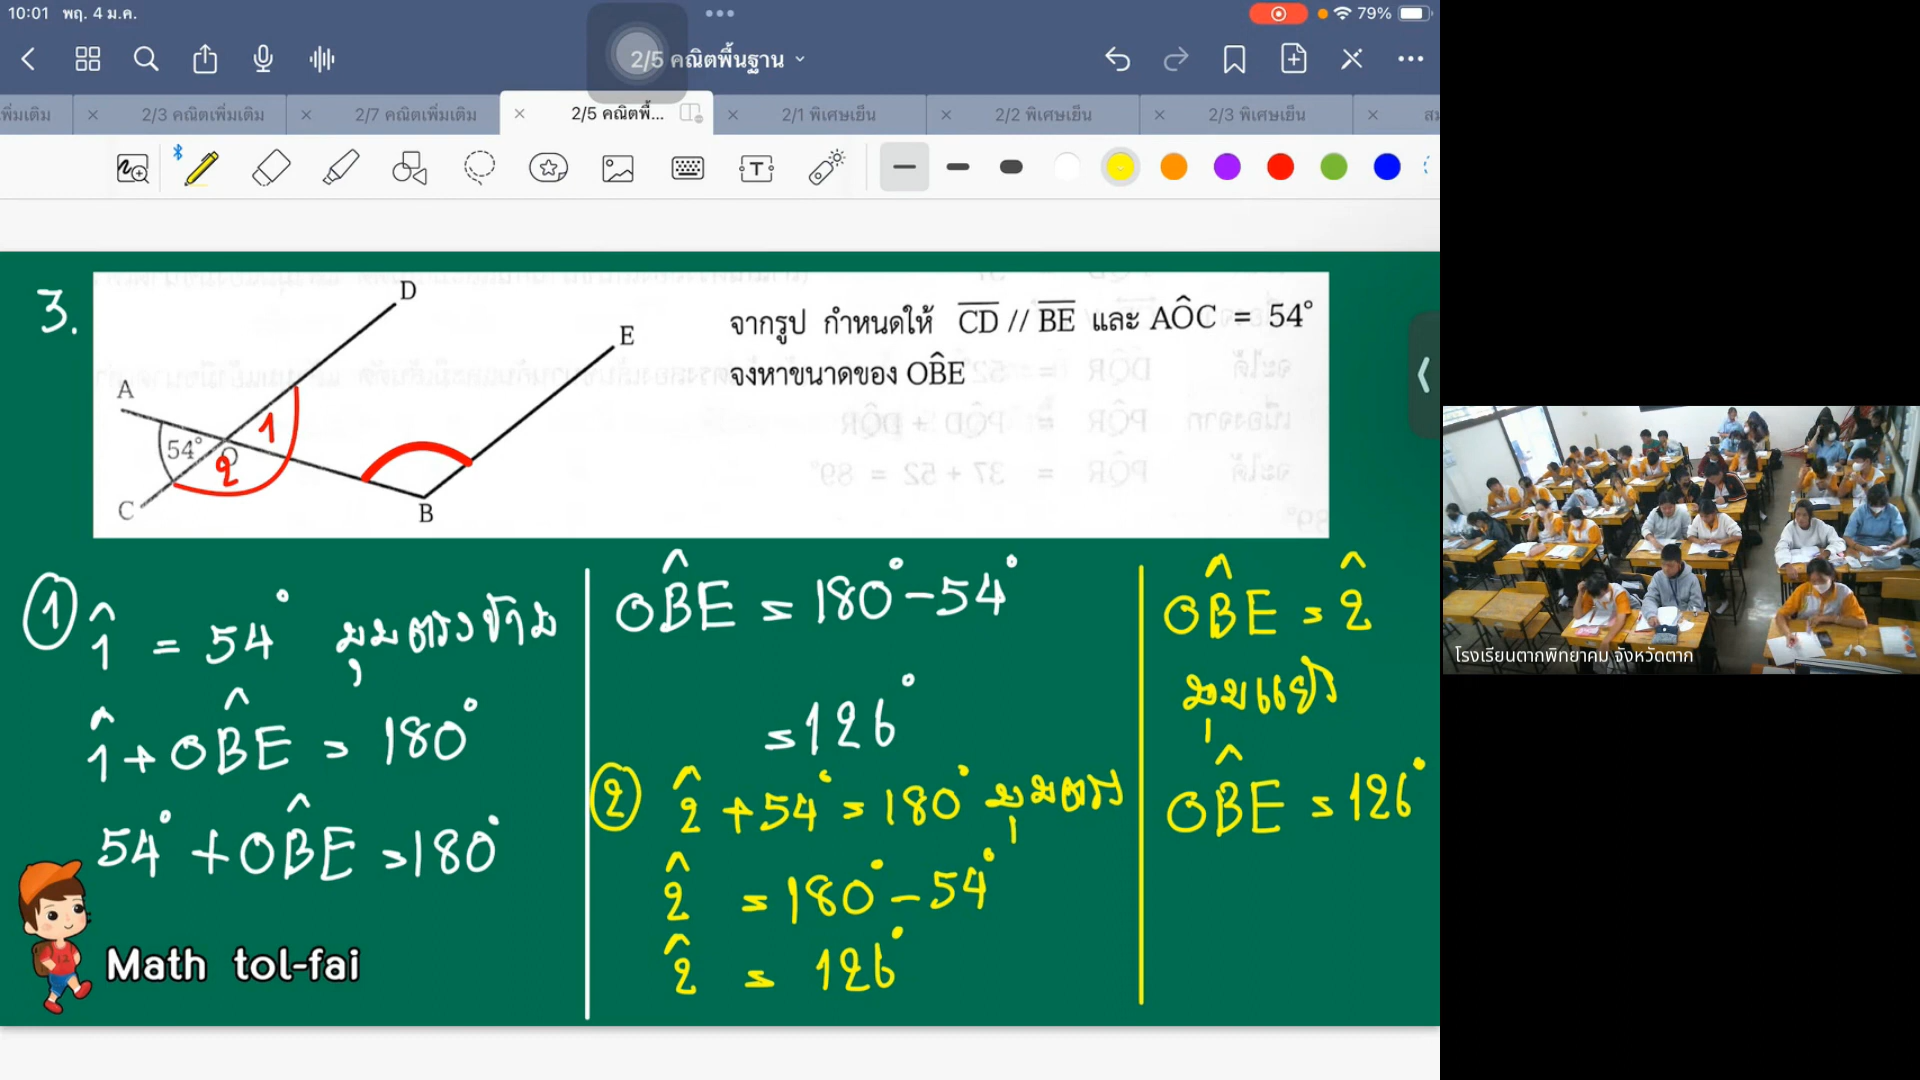 10:01 พฤ. 4 ม.ค.
79%
2/5 คณิตพื้นฐาน
พิ่มเติม
2/3 คณิตเพิ่มเติม
2/7 คณิตเพิ่มเติม
2/5 คณิตพื้...
2/1 พิเศษเย็น
2/2 พิเศษเย็น
2/3 พิเศษเย็น
สม
3.
D
E
A
54°
O
1
2
C
B
จากรูป กำหนดให้ C̅D̅ // B̅E̅ และ AÔC = 54°
จงหาขนาดของ OB̂E
① 1̂ = 54° มุมตรงข้าม
1̂ + OB̂E = 180°
54° + OB̂E = 180°
Math tol-fai
OB̂E = 180° - 54°
= 126°
② 2̂ + 54° = 180° มุมตรง
2̂ = 180° - 54°
2̂ = 126°
OB̂E = 2̂
มุมแย้ง
OB̂E = 126°
โรงเรียนตากพิทยาคม จังหวัดตาก